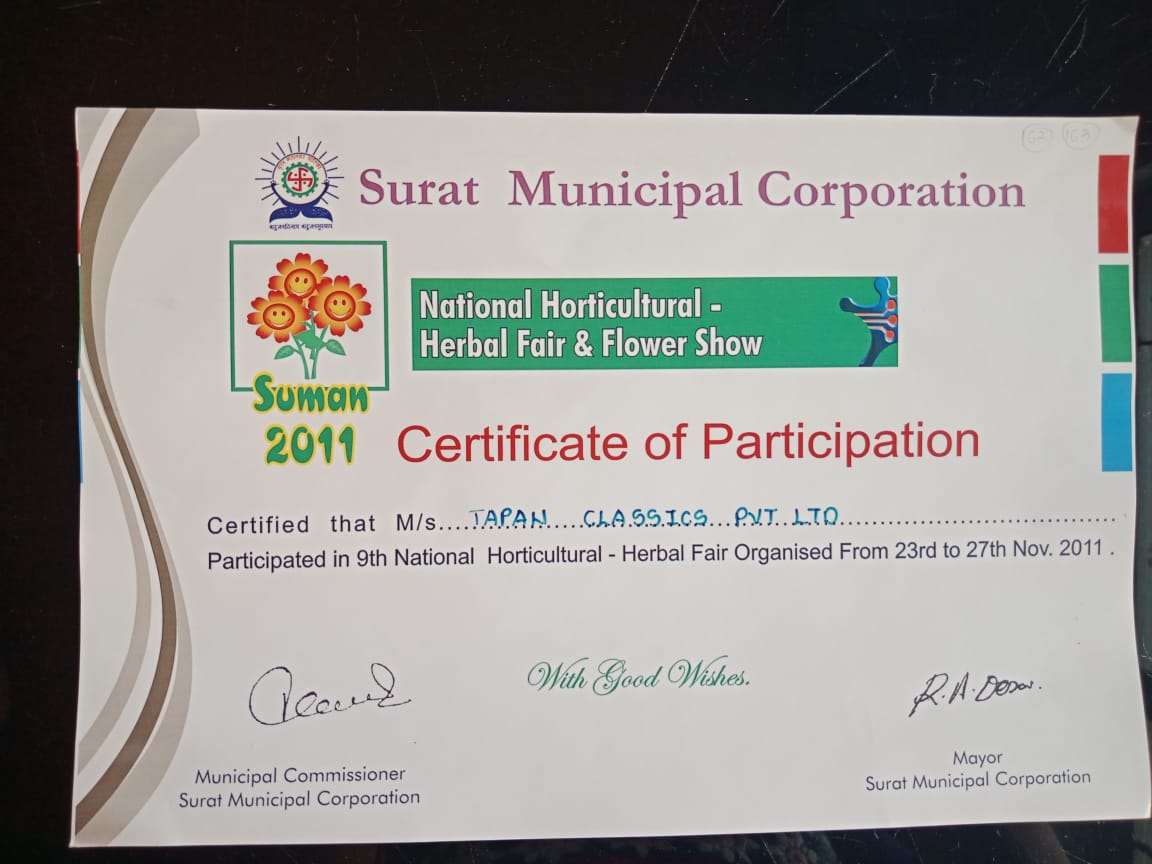 Surat Municipal Corporation
National Horticultural -
Herbal Fair & Flower Show
Suman
2011
Certificate of Participation
Certified that M/s....TAPAN....CLASSICS...PVT..LTD......................................
Participated in 9th National Horticultural - Herbal Fair Organised From 23rd to 27th Nov. 2011 .
With Good Wishes.
R. A. Desai.
Municipal Commissioner
Surat Municipal Corporation
Mayor
Surat Municipal Corporation